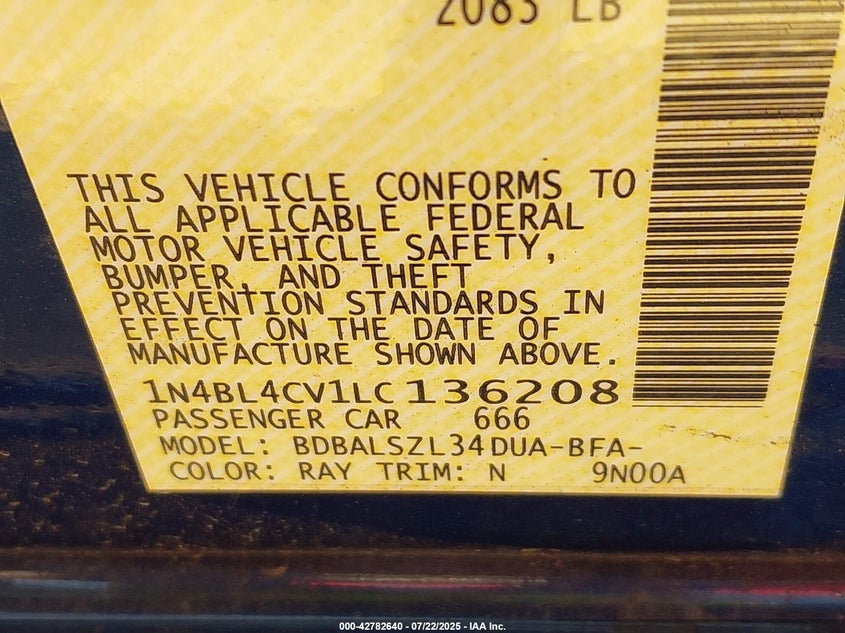 2083 LB
THIS VEHICLE CONFORMS TO
ALL APPLICABLE FEDERAL
MOTOR VEHICLE SAFETY,
BUMPER, AND THEFT
PREVENTION STANDARDS IN
EFFECT ON THE DATE OF
MANUFACTURE SHOWN ABOVE.
1N4BL4CV1LC136208
PASSENGER CAR 666
MODEL: BDBALSZL34DUA-BFA-
COLOR: RAY TRIM: N 9N00A
000-42782640 - 07/22/2025 - IAA Inc.